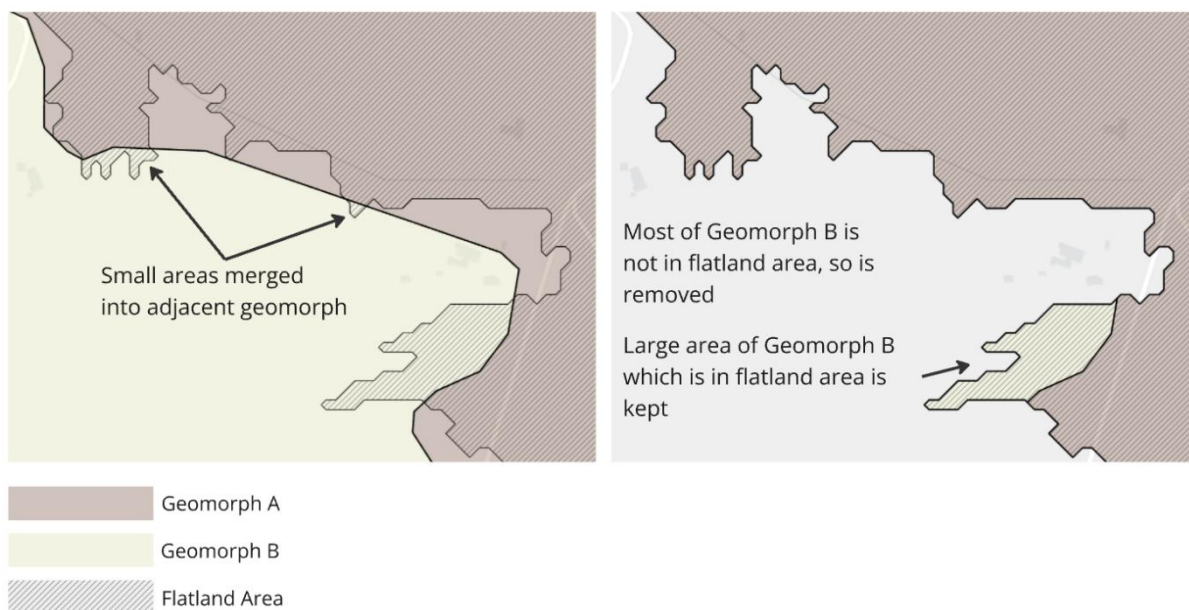 Small areas merged
into adjacent geomorph
Most of Geomorph B is
not in flatland area, so is
removed
Large area of Geomorph B
which is in flatland area is
kept
Geomorph A
Geomorph B
Flatland Area